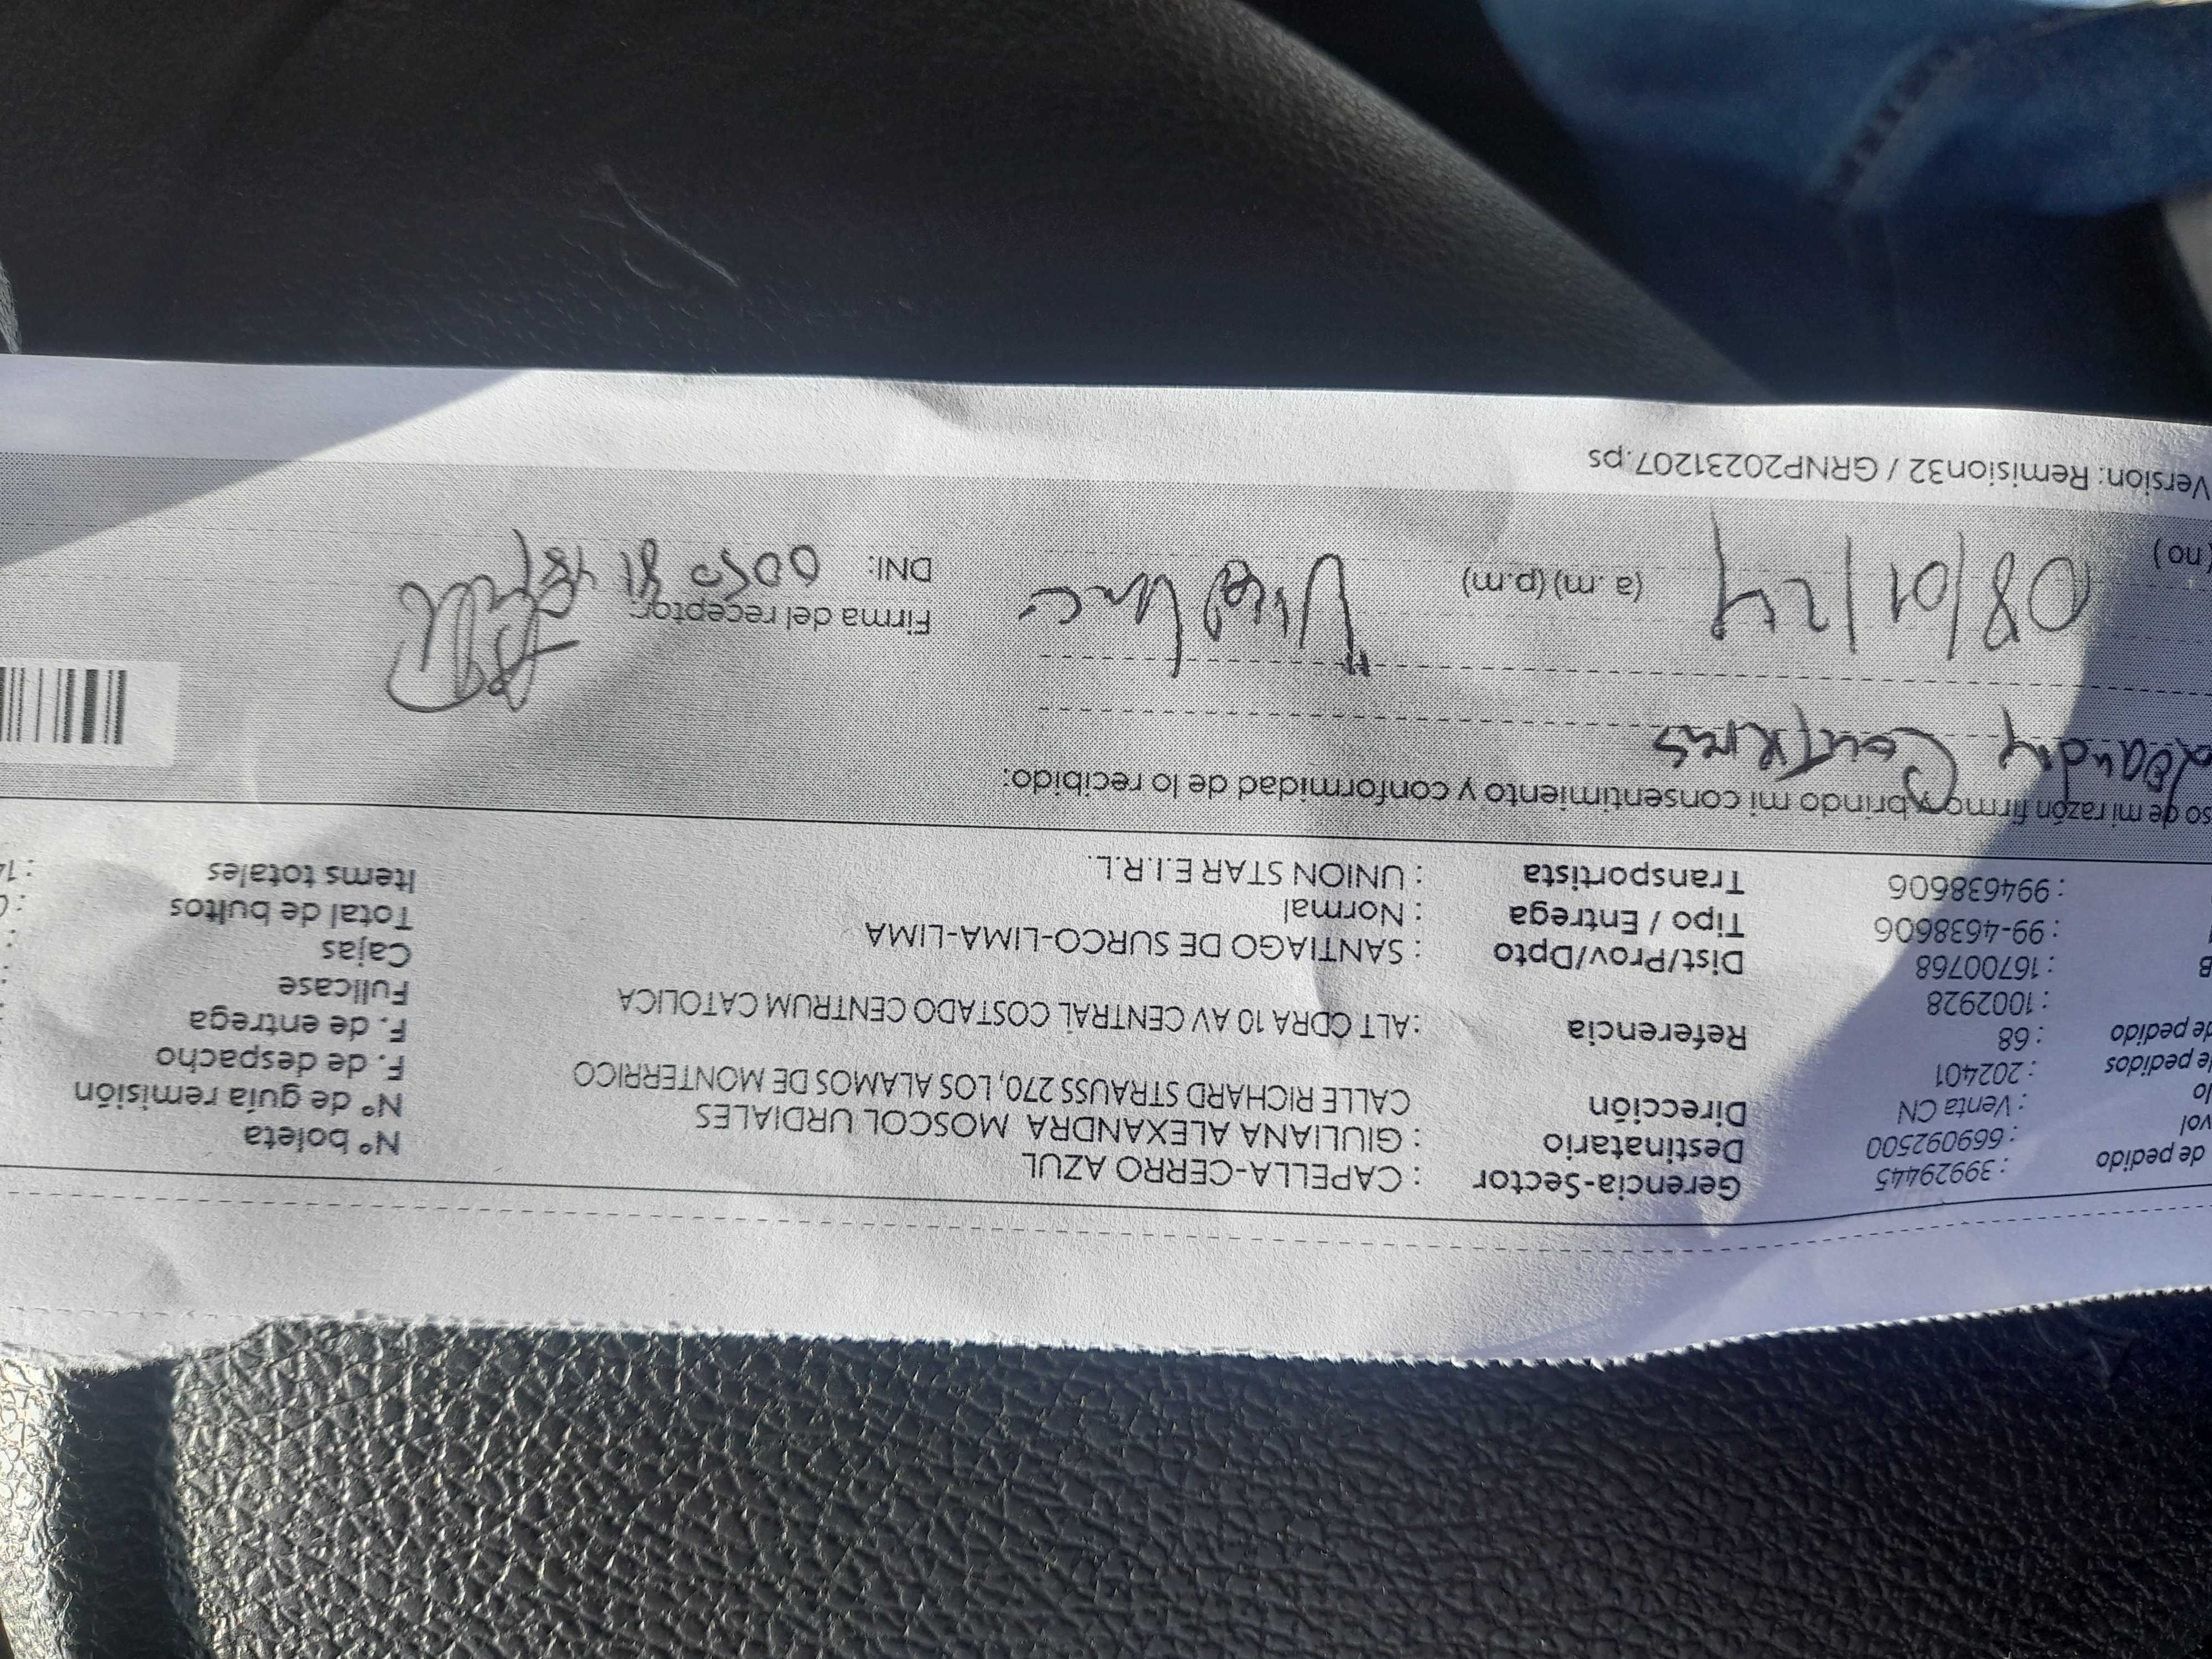 de pedido : 39929445 Gerencia-Sector : CAPELLA-CERRO AZUL Nº boleta
vol : 669092500 Destinatario : GIULIANA ALEXANDRA MOSCOL URDIALES Nº de guía remisión
: Venta CN Dirección CALLE RICHARD STRAUSS 270, LOS ALAMOS DE MONTERRICO F. de despacho
de pedidos : 202401 F. de entrega
de pedido : 68 Referencia : ALT CDRA 10 AV CENTRAL COSTADO CENTRUM CATOLICA Fullcase
: 1002928 Cajas
: 16700768 Dist/Prov/Dpto : SANTIAGO DE SURCO-LIMA-LIMA Total de bultos
: 99-4638606 Tipo / Entrega : Normal Items totales
: 994638606 Transportista : UNION STAR E.I.R.L.
so de mi razón firmo y brindo mi consentimiento y conformidad de lo recibido:
Contreras
Firma del receptor:
no) 08/01/24 (a. m) (p.m) DNI:
Version: Remision32 / GRNP20231207.ps